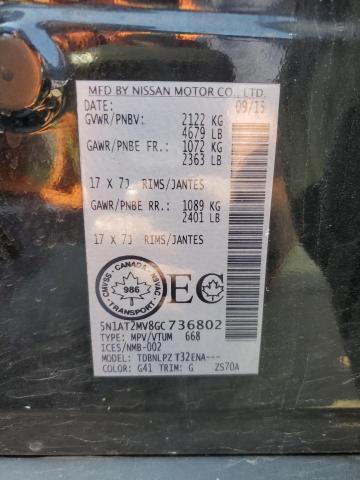 MFD BY NISSAN MOTOR CO., LTD.
DATE: 09/15
GVWR/PNBV: 2122 KG
4679 LB
GAWR/PNBE FR.: 1072 KG
2363 LB
17 X 7J RIMS/JANTES
GAWR/PNBE RR.: 1089 KG
2401 LB
17 X 7J RIMS/JANTES
CMVSS - CANADA - NSVAC
986
TRANSPORT
EC
5N1AT2MV8GC736802
TYPE: MPV/VTUM 668
ICES/NMB-002
MODEL: TDBNLPZ T32ENA---
COLOR: G41 TRIM: G ZS70A